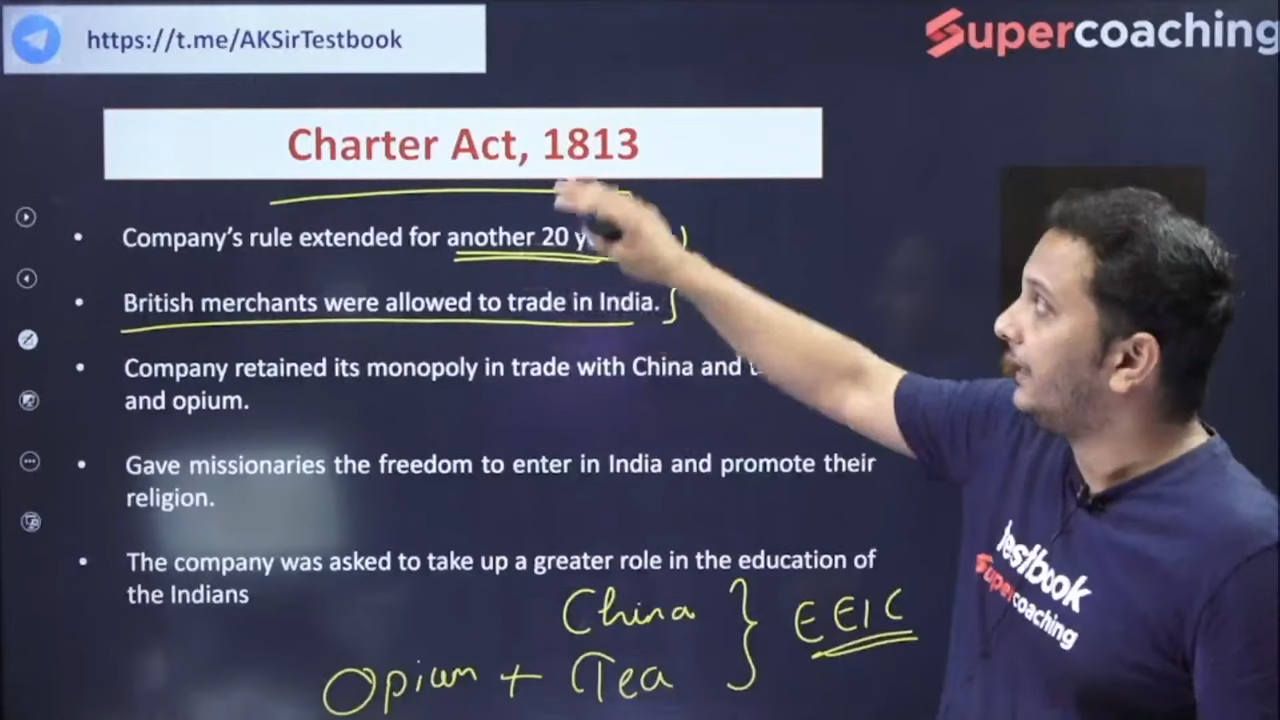 https://t.me/AKSirTestbook
Supercoaching
Charter Act, 1813
• Company's rule extended for another 20
• British merchants were allowed to trade in India.
• Company retained its monopoly in trade with China and
and opium.
• Gave missionaries the freedom to enter in India and promote their
religion.
• The company was asked to take up a greater role in the education of
the Indians
China
EEIC
Opium + Tea
testbook
Supercoaching